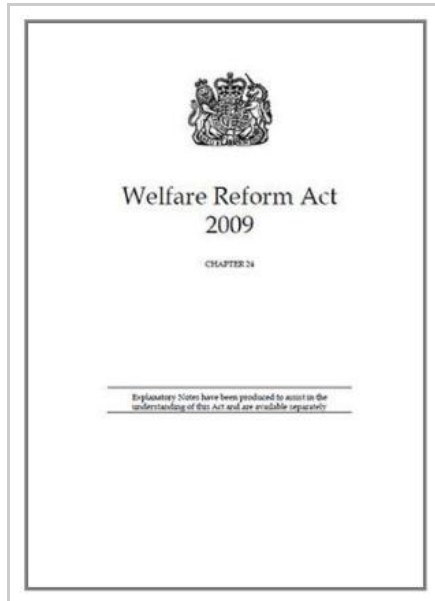 Welfare Reform Act
2009
CHAPTER 24
Explanatory Notes have been produced to assist in the
understanding of this Act and are available separately